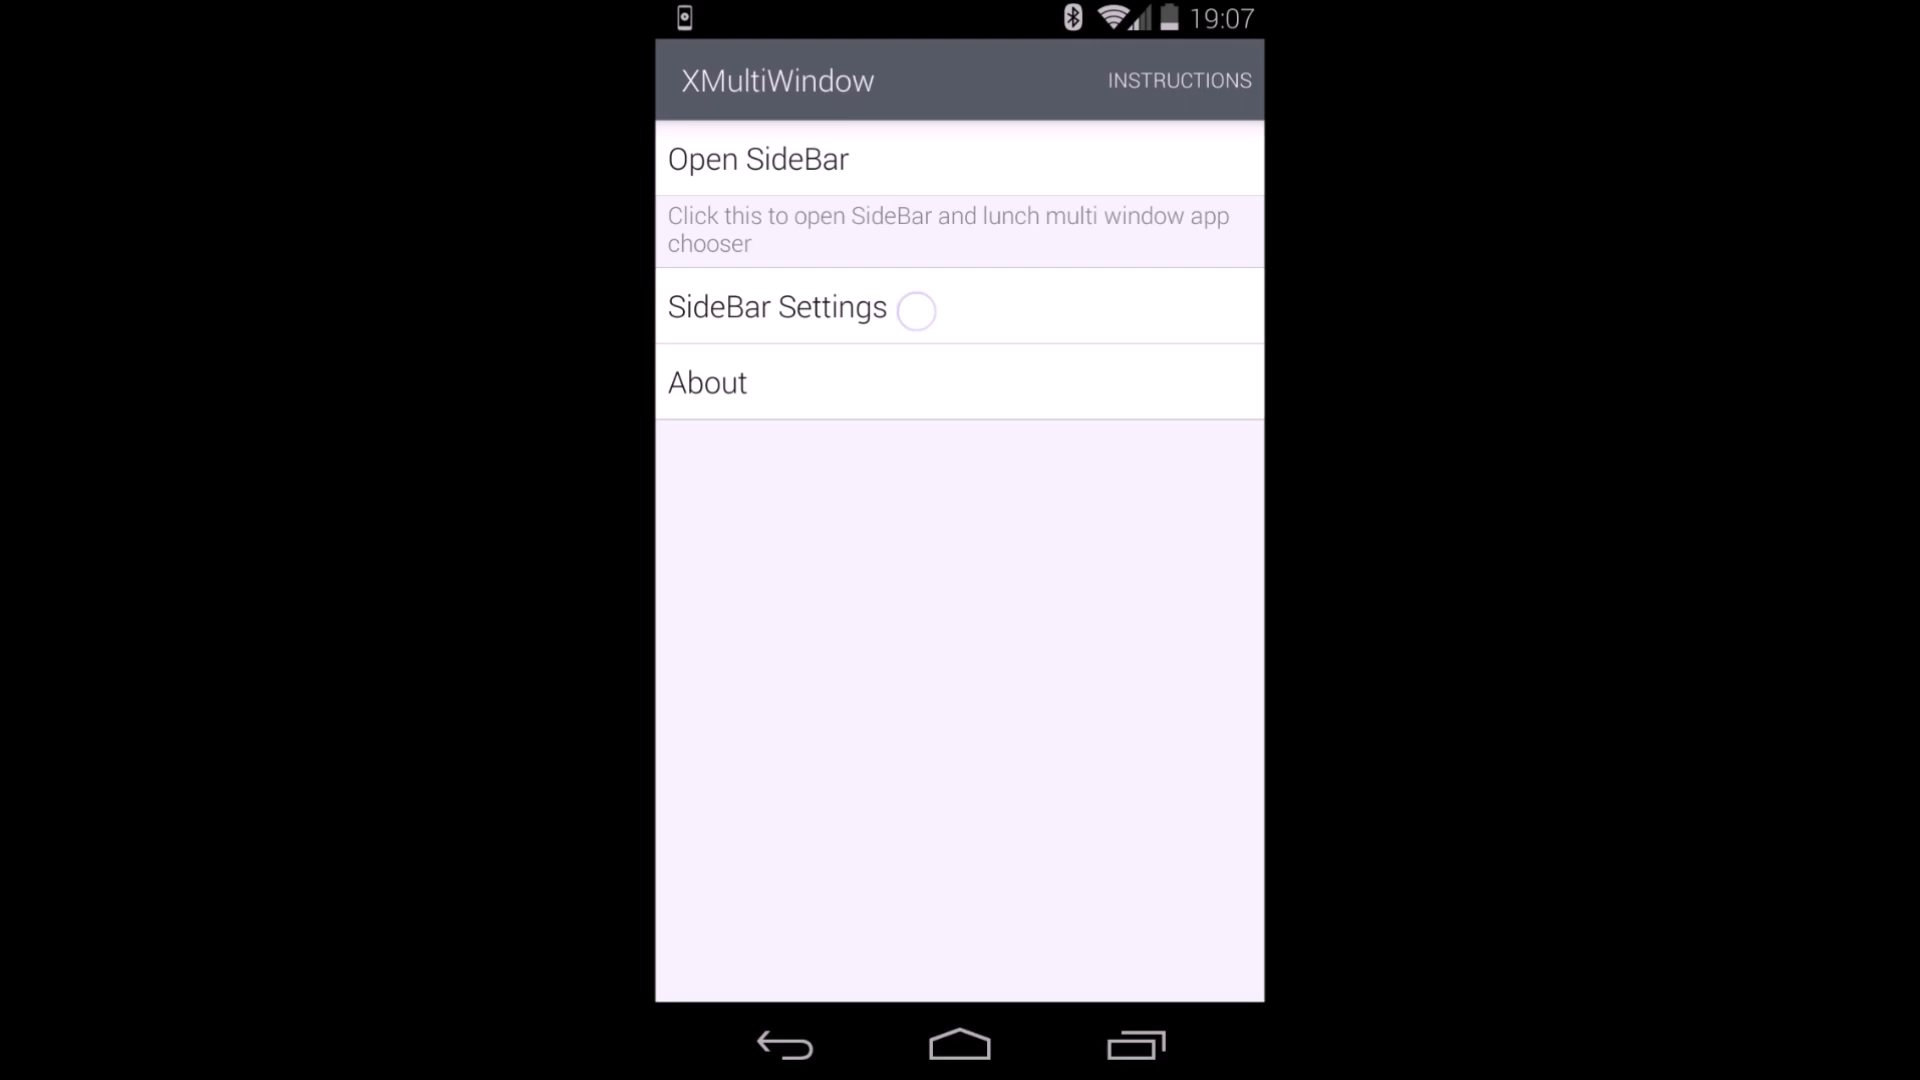 19:07
XMultiWindow
INSTRUCTIONS
Open SideBar
Click this to open SideBar and lunch multi window app
chooser
SideBar Settings
About